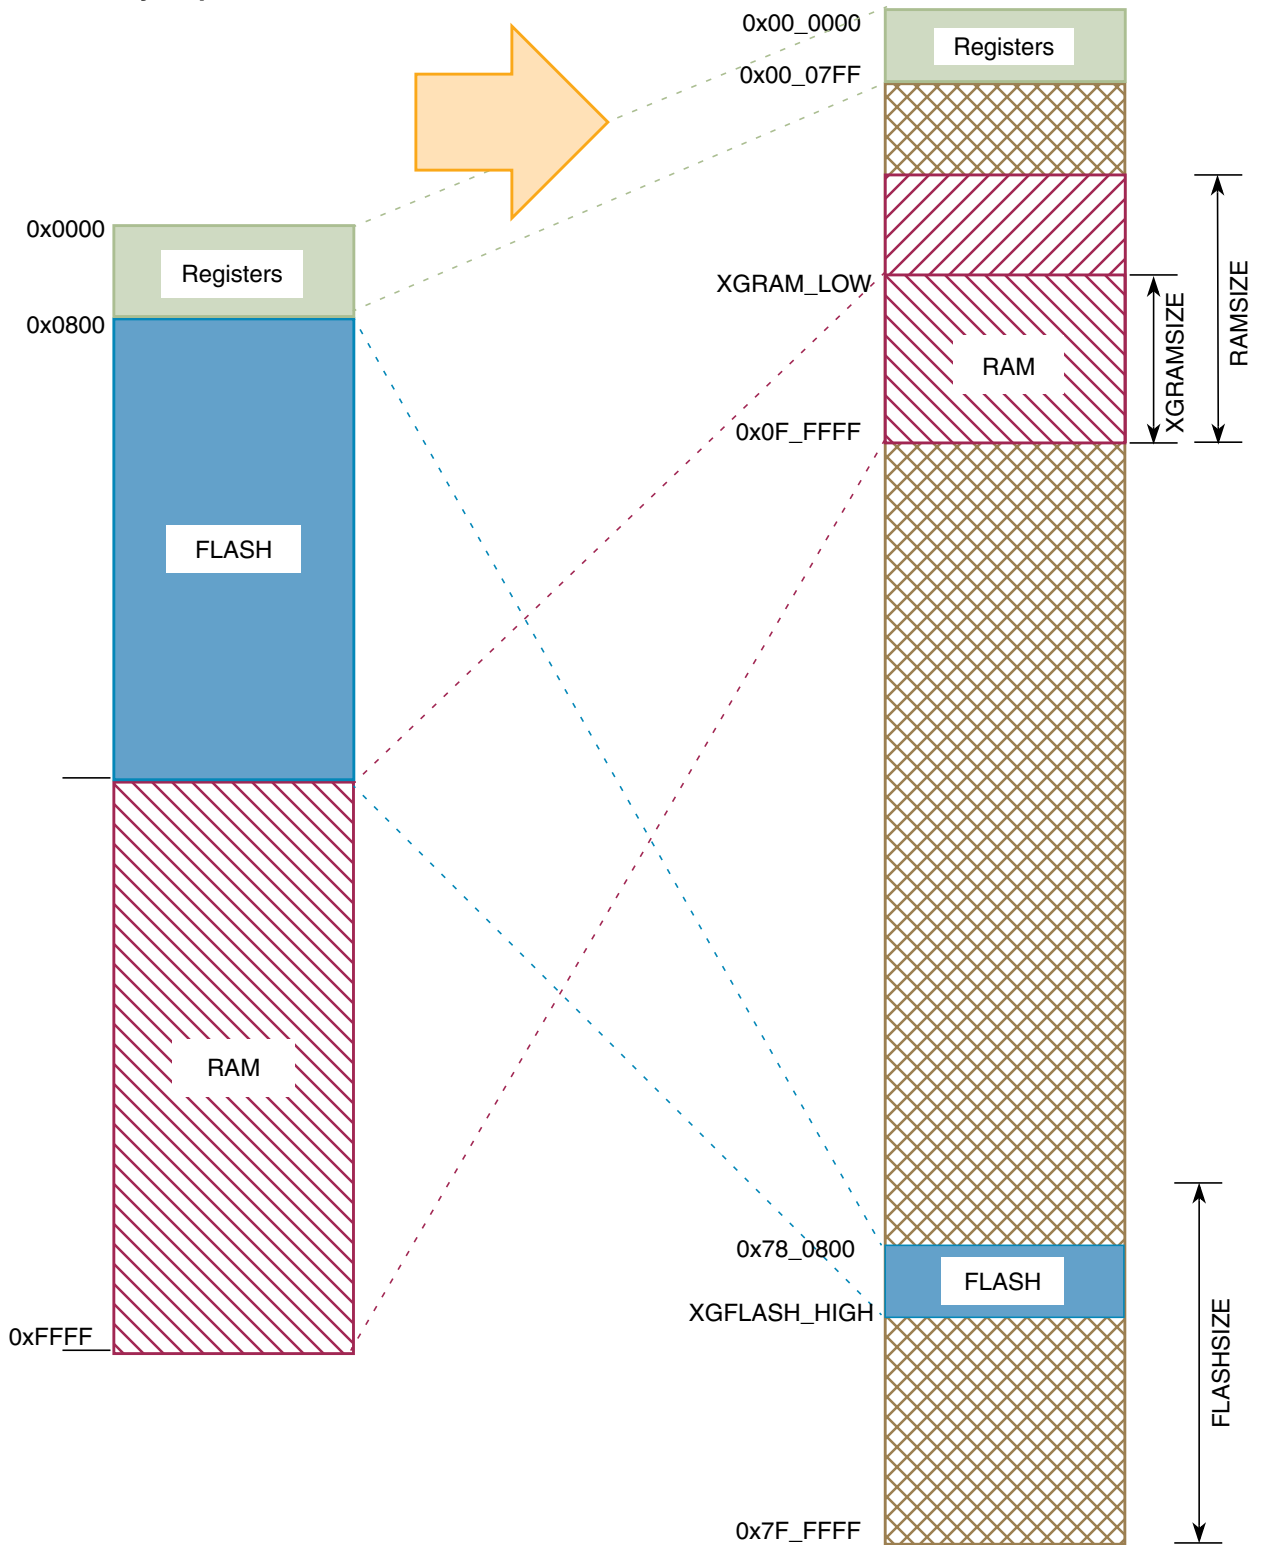 0x0000
Registers
0x0800
FLASH
RAM
0xFFFF
0x00_0000
Registers
0x00_07FF
XGRAM_LOW
RAM
0x0F_FFFF
XGRAMSIZE
RAMSIZE
0x78_0800
FLASH
XGFLASH_HIGH
FLASHSIZE
0x7F_FFFF